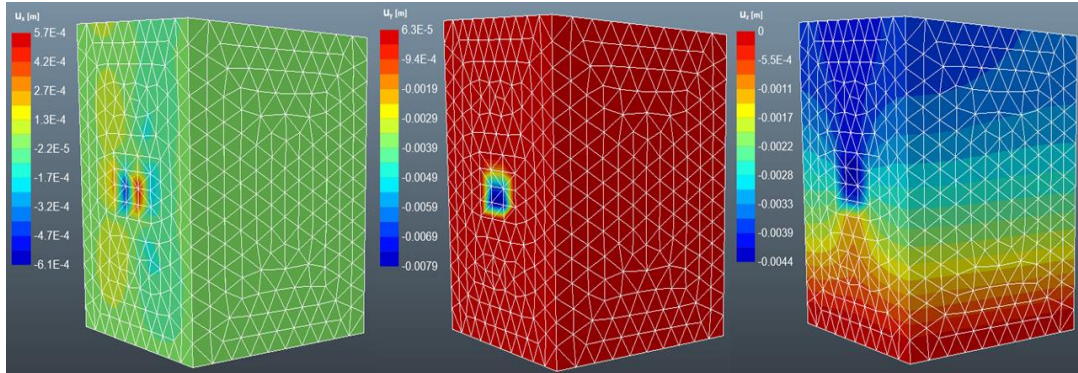 uₓ [m]
5.7E-4
4.2E-4
2.7E-4
1.3E-4
-2.2E-5
-1.7E-4
-3.2E-4
-4.7E-4
-6.1E-4
uᵧ [m]
6.3E-5
-9.4E-4
-0.0019
-0.0029
-0.0039
-0.0049
-0.0059
-0.0069
-0.0079
u_z [m]
0
-5.5E-4
-0.0011
-0.0017
-0.0022
-0.0028
-0.0033
-0.0039
-0.0044